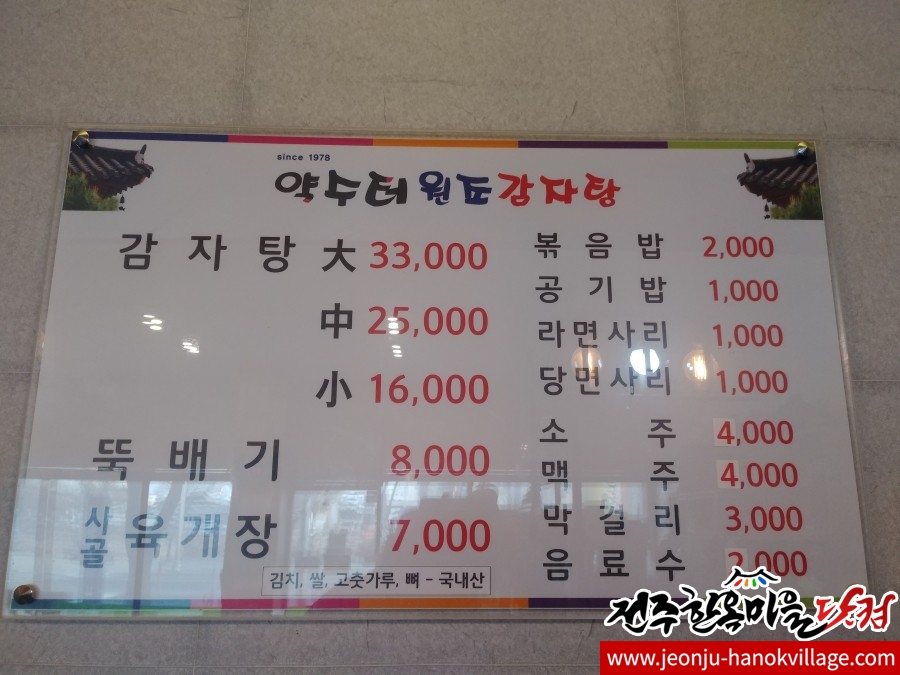 since 1978
약수터원표감자탕
감자탕 大 33,000
中 25,000
小 16,000
뚝배기 8,000
사골육개장 7,000
김치, 쌀, 고춧가루, 뼈 - 국내산
볶음밥 2,000
공기밥 1,000
라면사리 1,000
당면사리 1,000
소주 4,000
맥주 4,000
막걸리 3,000
음료수 2,000
전주한옥마을닷컴
www.jeonju-hanokvillage.com